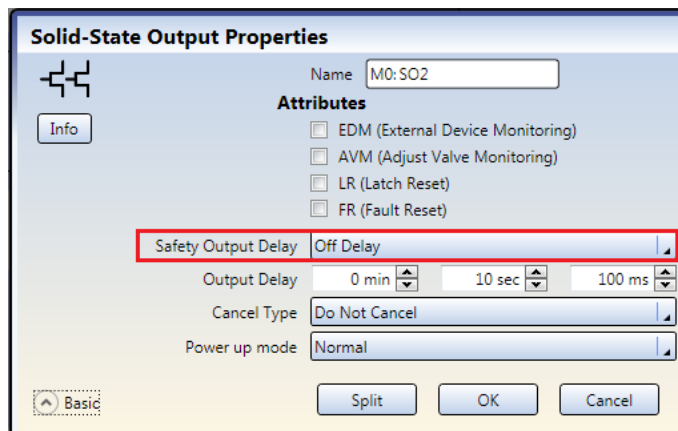 Solid-State Output Properties
Name M0:SO2
Attributes
Info
EDM (External Device Monitoring)
AVM (Adjust Valve Monitoring)
LR (Latch Reset)
FR (Fault Reset)
Safety Output Delay Off Delay
Output Delay 0 min 10 sec 100 ms
Cancel Type Do Not Cancel
Power up mode Normal
Basic Split OK Cancel